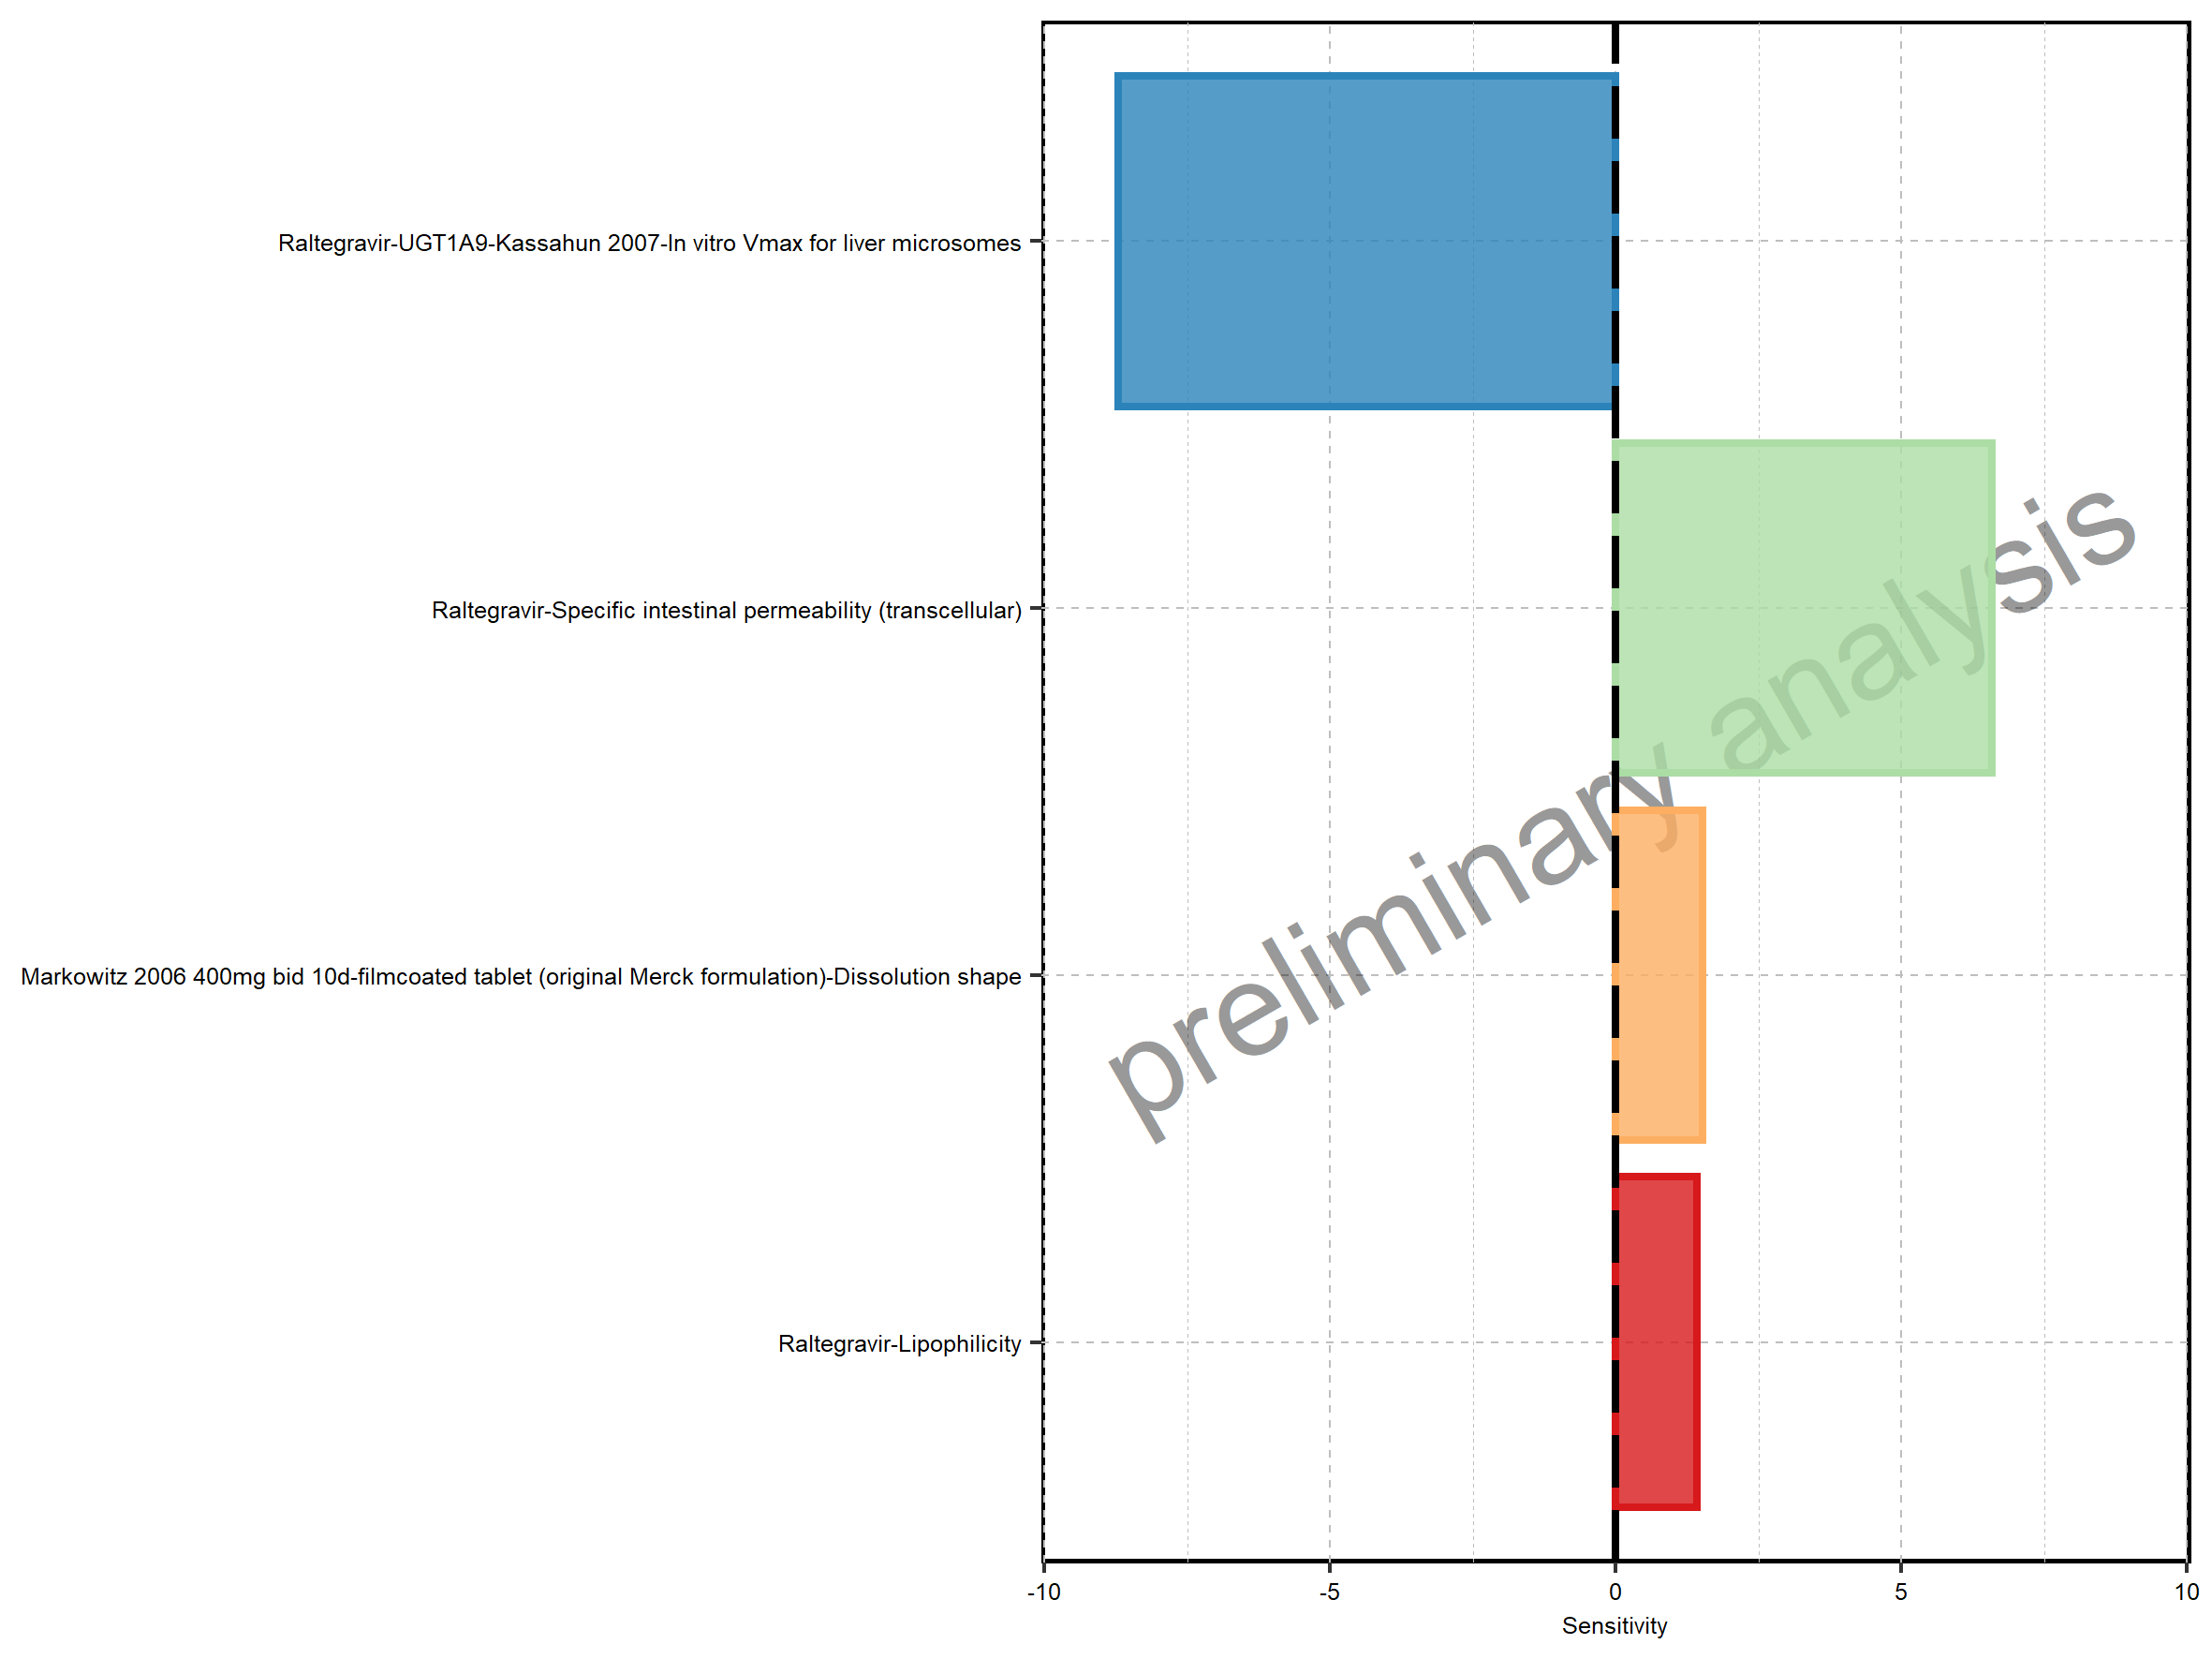 Raltegravir-UGT1A9-Kassahun 2007-In vitro Vmax for liver microsomes
Raltegravir-Specific intestinal permeability (transcellular)
Markowitz 2006 400mg bid 10d-filmcoated tablet (original Merck formulation)-Dissolution shape
Raltegravir-Lipophilicity
preliminary analysis
-10 -5 0 5 10
Sensitivity